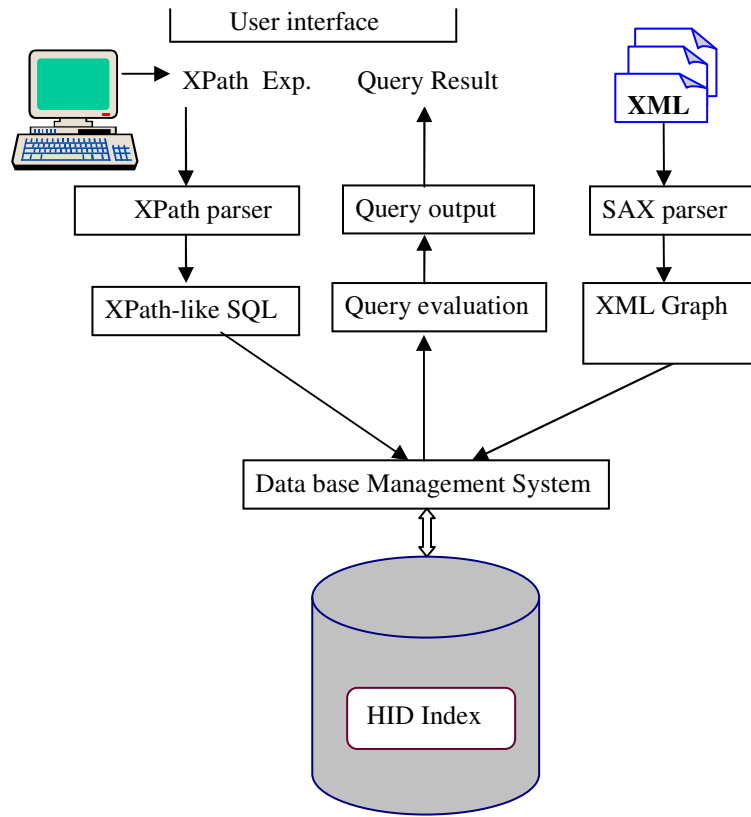 User interface
XPath Exp.
Query Result
XML
XPath parser
Query output
SAX parser
XPath-like SQL
Query evaluation
XML Graph
Data base Management System
HID Index